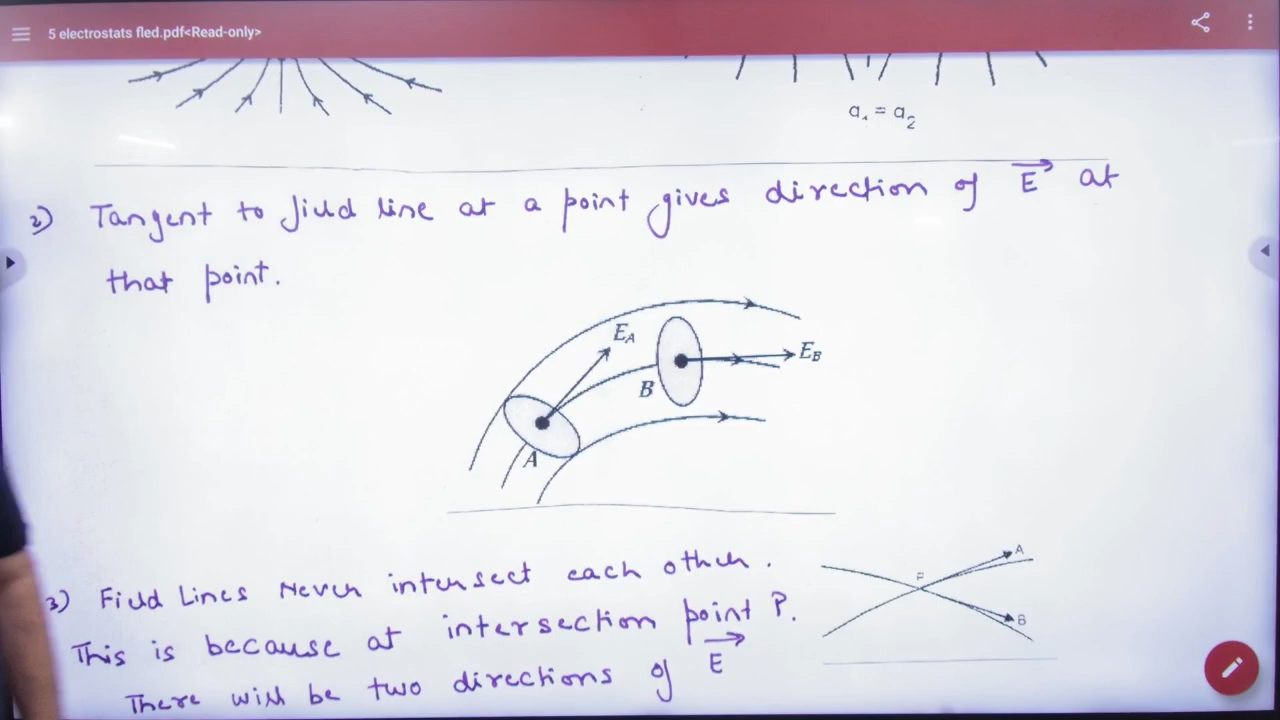 5 electrostats fled.pdf<Read-only>
a₁ = a₂
2) Tangent to field line at a point gives direction of E⃗ at
that point.
E_A
E_B
B
A
3) Field Lines Never intersect each other.
This is because at intersection point P.
There will be two directions of E⃗
A
P
B